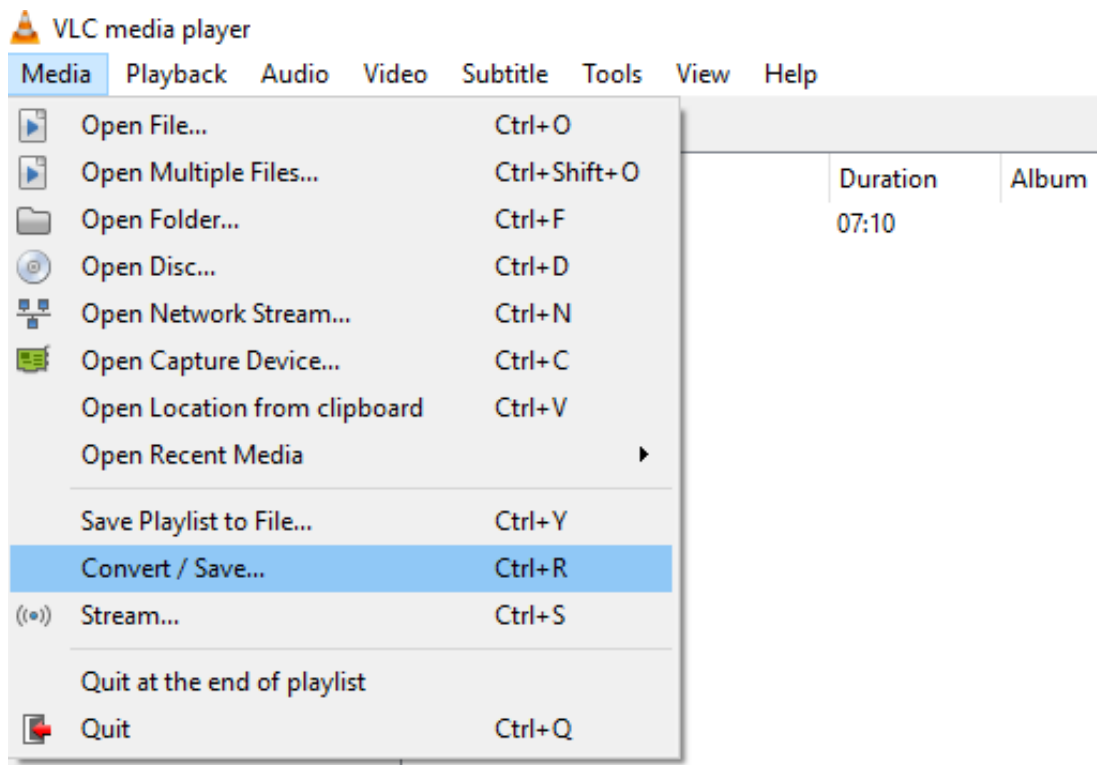 VLC media player
Media Playback Audio Video Subtitle Tools View Help
Open File... Ctrl+O
Open Multiple Files... Ctrl+Shift+O
Duration Album
Open Folder... Ctrl+F
07:10
Open Disc... Ctrl+D
Open Network Stream... Ctrl+N
Open Capture Device... Ctrl+C
Open Location from clipboard Ctrl+V
Open Recent Media
Save Playlist to File... Ctrl+Y
Convert / Save... Ctrl+R
Stream... Ctrl+S
Quit at the end of playlist
Quit Ctrl+Q